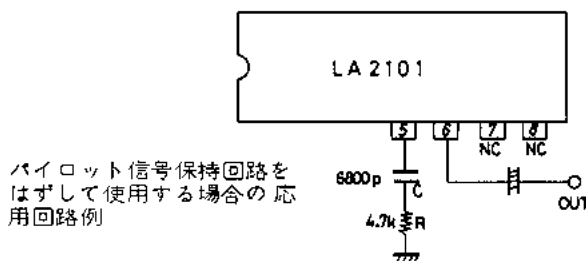 LA2101
5 6 7 8
NC NC
6800p
C
OUT
4.7k R
パイロット信号保持回路を
はずして使用する場合の応
用回路例